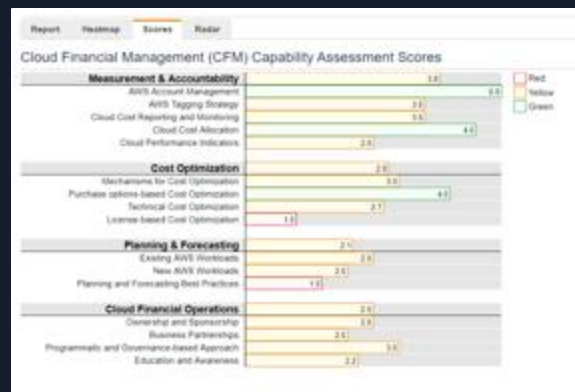 Report Heatmap Scores Radar
Cloud Financial Management (CFM) Capability Assessment Scores
Measurement & Accountability
AWS Account Management
AWS Tagging Strategy
Cloud Cost Reporting and Monitoring
Cloud Cost Allocation
Cloud Performance Indicators
Cost Optimization
Mechanisms for Cost Optimization
Purchase options-based Cost Optimization
Technical Cost Optimization
License-based Cost Optimization
Planning & Forecasting
Existing AWS Workloads
New AWS Workloads
Planning and Forecasting Best Practices
Cloud Financial Operations
Ownership and Sponsorship
Business Partnerships
Programmatic and Governance-based Approach
Education and Awareness
Red
Yellow
Green